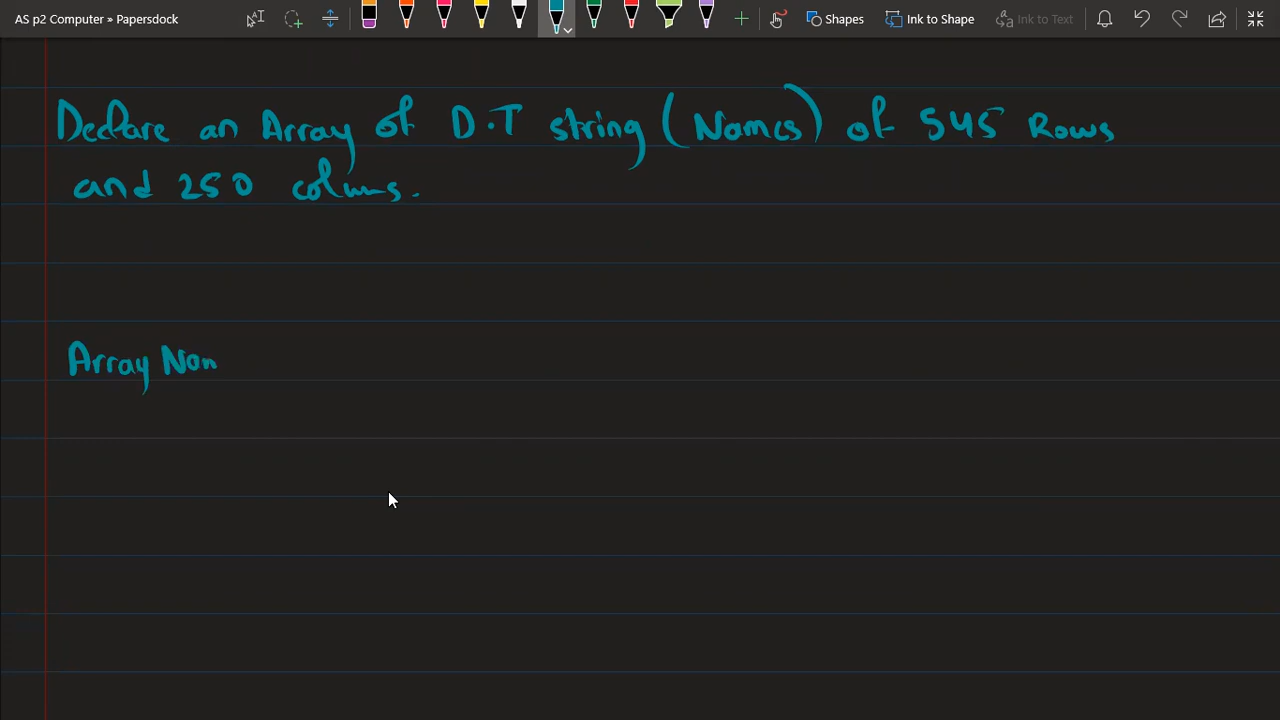 AS p2 Computer » Papersdock
Shapes
Ink to Shape
Ink to Text
Declare an Array of D.T string (Names) of 545 Rows
and 250 colums.
Array Nam